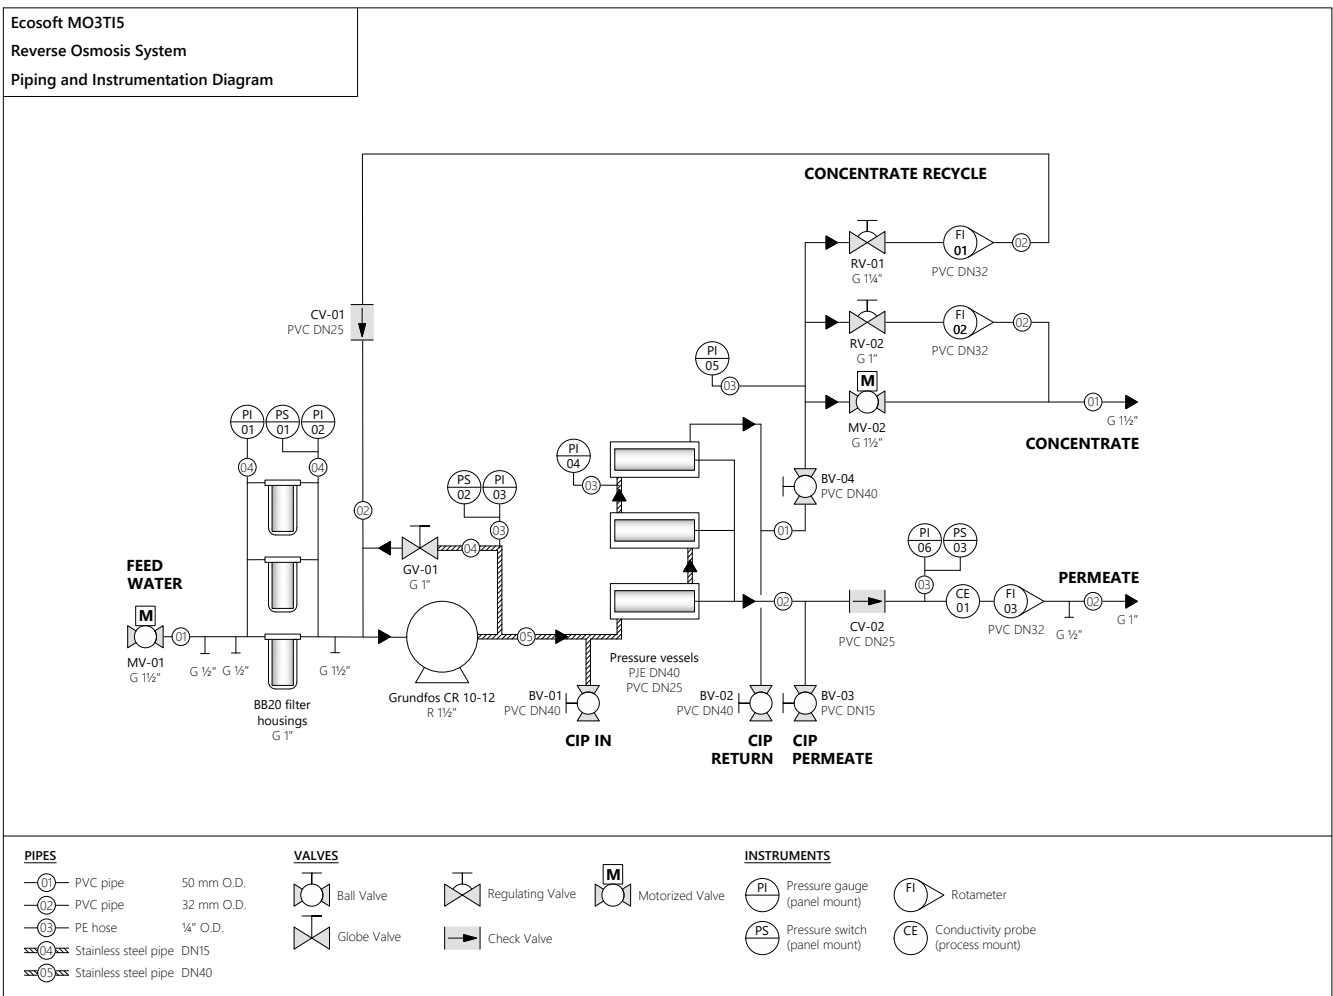 Ecosoft MO3TI5
Reverse Osmosis System
Piping and Instrumentation Diagram
CONCENTRATE RECYCLE
RV-01
G 1¼"
FI
01
PVC DN32
02
CV-01
PVC DN25
RV-02
G 1"
FI
02
PVC DN32
02
PI
05
03
M
MV-02
G 1½"
01
G 1½"
CONCENTRATE
PI
01
PS
01
PI
02
04
04
PI
04
03
PS
02
PI
03
03
02
BV-04
PVC DN40
01
GV-01
G 1"
04
FEED
WATER
M
MV-01
G 1½"
01
G ½"
G ½"
G 1½"
BB20 filter
housings
G 1"
Grundfos CR 10-12
R 1½"
05
BV-01
PVC DN40
CIP IN
Pressure vessels
PJE DN40
PVC DN25
BV-02
PVC DN40
CIP
RETURN
BV-03
PVC DN15
CIP
PERMEATE
02
CV-02
PVC DN25
PI
06
PS
03
03
CE
01
FI
03
PVC DN32
G ½"
PERMEATE
02
G 1"
PIPES
01 PVC pipe 50 mm O.D.
02 PVC pipe 32 mm O.D.
03 PE hose ¼" O.D.
04 Stainless steel pipe DN15
05 Stainless steel pipe DN40
VALVES
Ball Valve
Globe Valve
Regulating Valve
Check Valve
M
Motorized Valve
INSTRUMENTS
PI
Pressure gauge
(panel mount)
PS
Pressure switch
(panel mount)
FI
Rotameter
CE
Conductivity probe
(process mount)